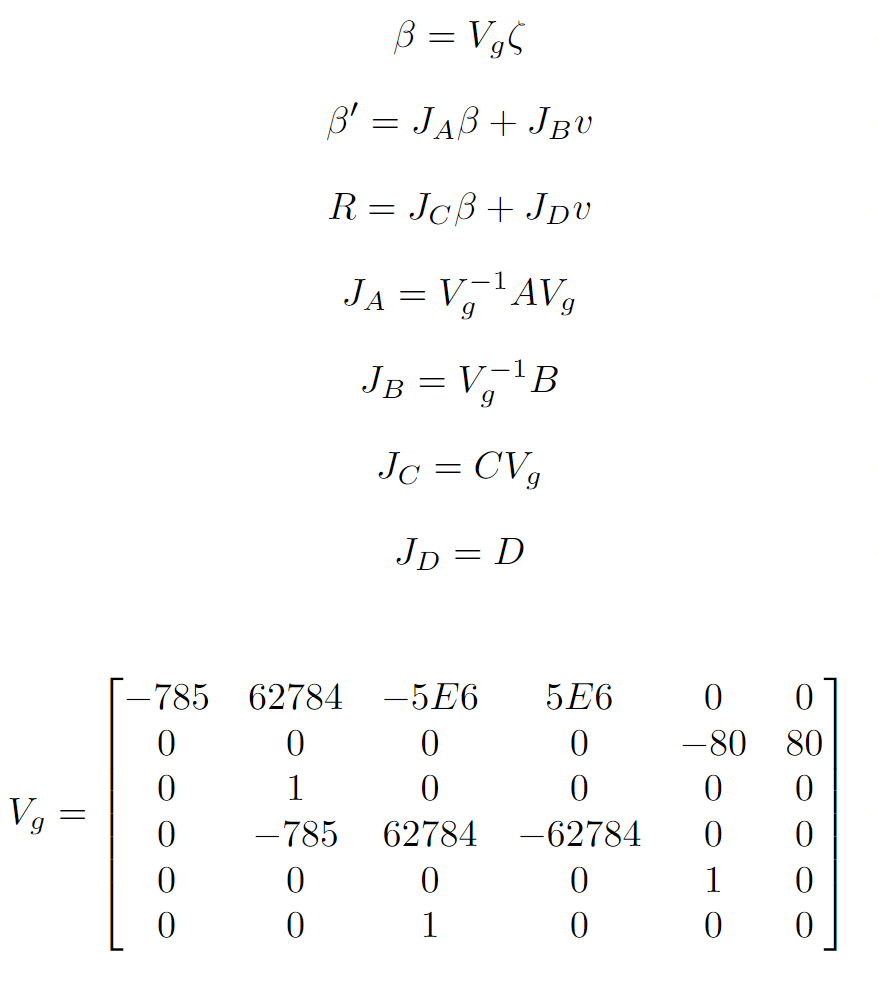 β = V_g ζ
β′ = J_A β + J_B v
R = J_C β + J_D v
J_A = V_g^{-1} A V_g
J_B = V_g^{-1} B
J_C = C V_g
J_D = D
V_g =
−785 62784 −5E6 5E6 0 0
0 0 0 0 −80 80
0 1 0 0 0 0
0 −785 62784 −62784 0 0
0 0 0 0 1 0
0 0 1 0 0 0